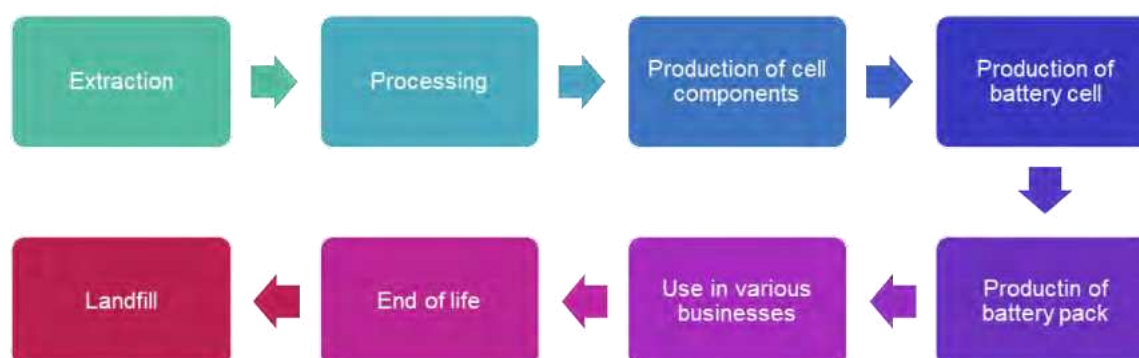 Extraction
Processing
Production of cell
components
Production of
battery cell
Productin of
battery pack
Use in various
businesses
End of life
Landfill